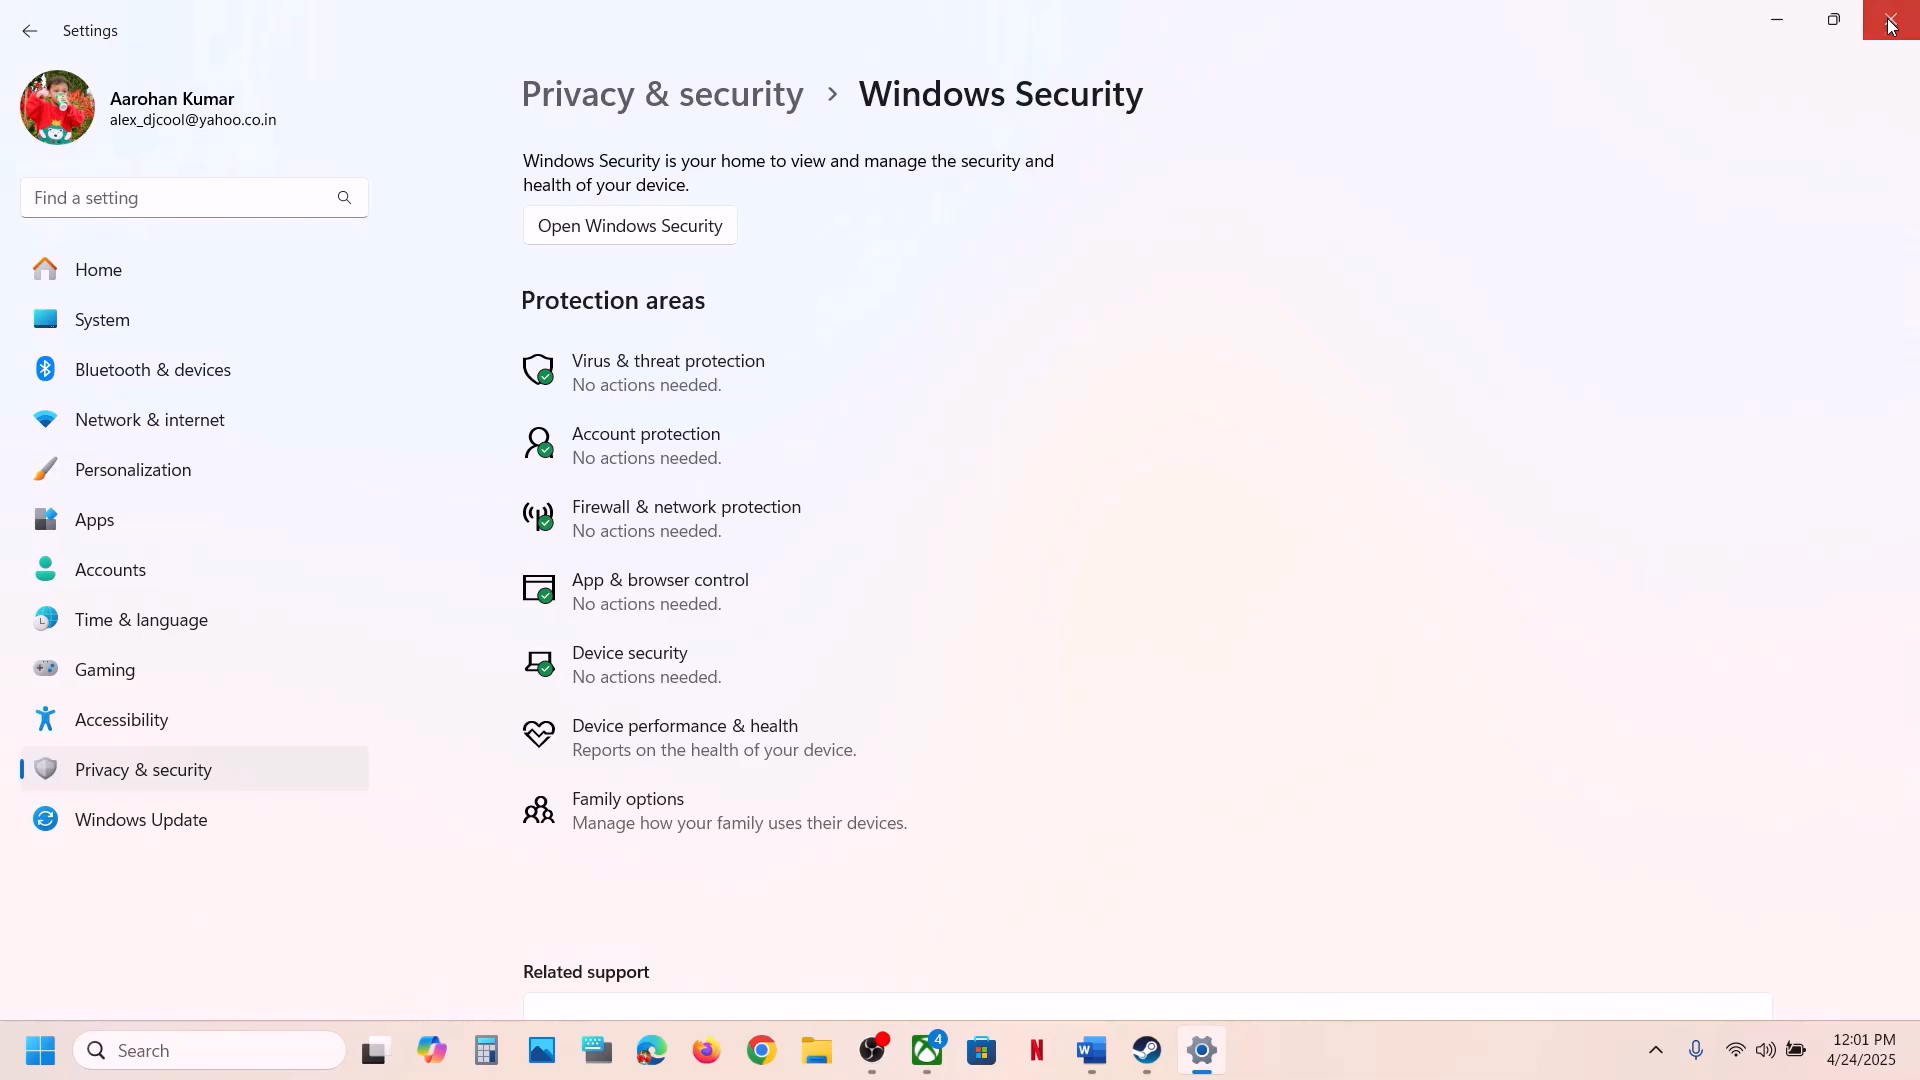 Settings
Aarohan Kumar
alex_djcool@yahoo.co.in
Find a setting
Home
System
Bluetooth & devices
Network & internet
Personalization
Apps
Accounts
Time & language
Gaming
Accessibility
Privacy & security
Windows Update
Privacy & security > Windows Security
Windows Security is your home to view and manage the security and
health of your device.
Open Windows Security
Protection areas
Virus & threat protection
No actions needed.
Account protection
No actions needed.
Firewall & network protection
No actions needed.
App & browser control
No actions needed.
Device security
No actions needed.
Device performance & health
Reports on the health of your device.
Family options
Manage how your family uses their devices.
Related support
Search
4
12:01 PM
4/24/2025